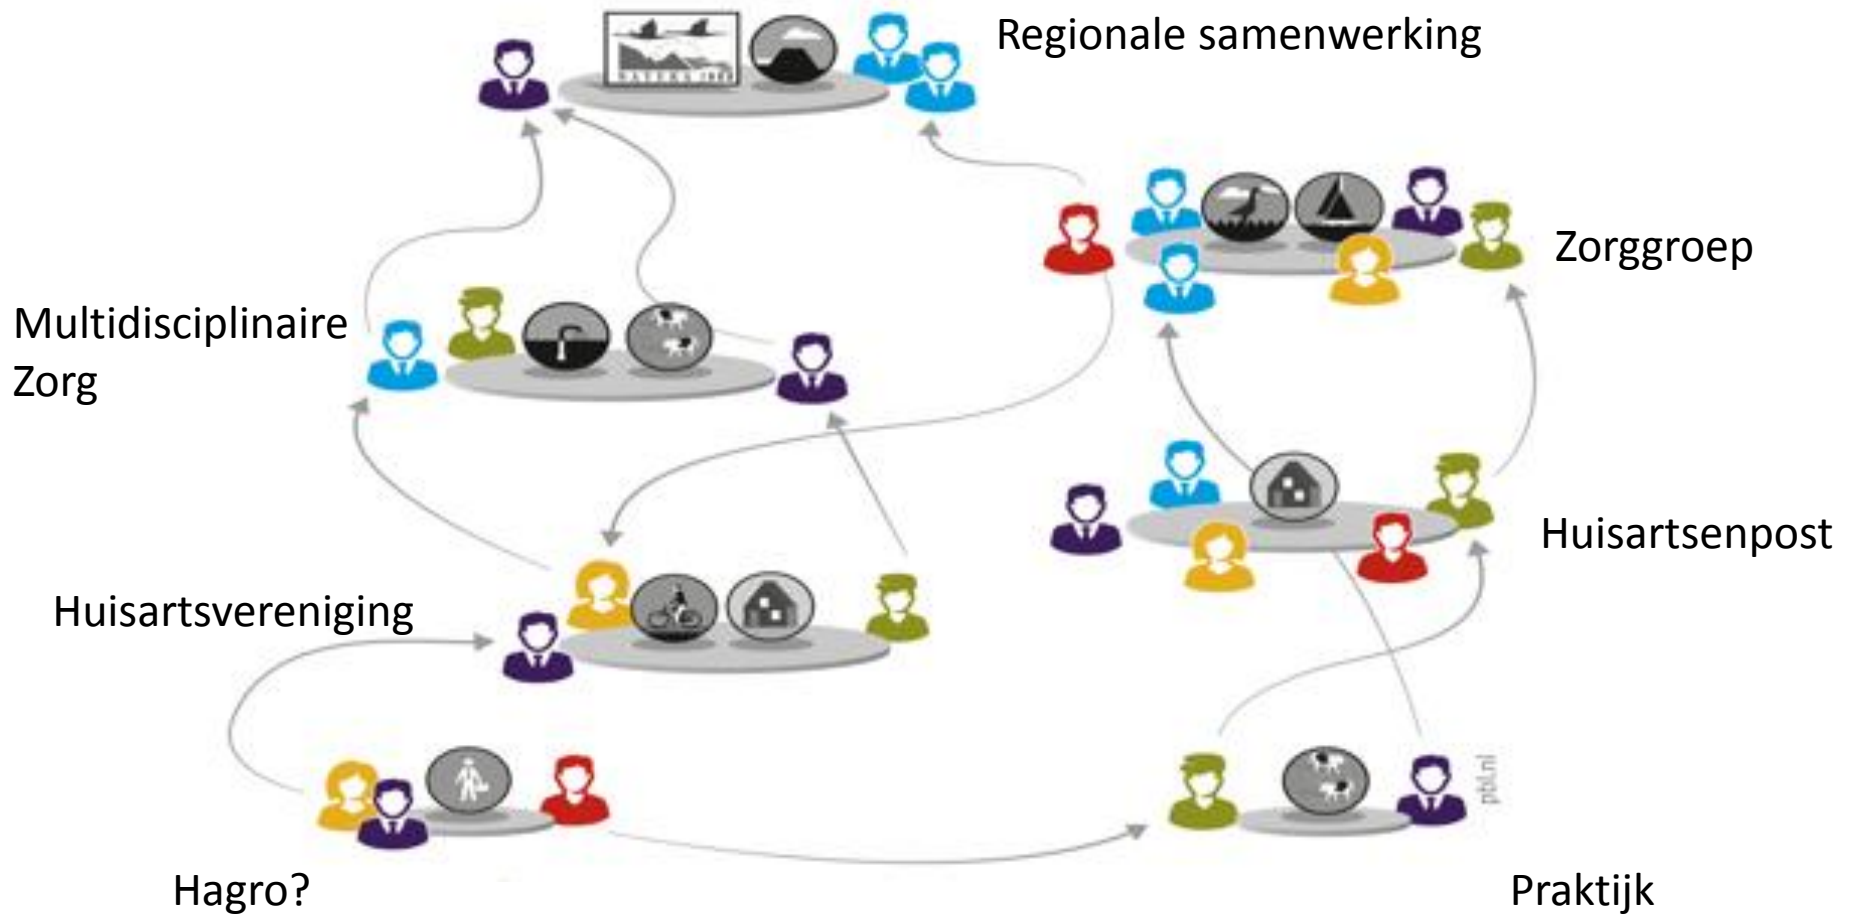 Regionale samenwerking
Zorggroep
Multidisciplinaire
Zorg
Huisartsenpost
Huisartsvereniging
pbl.nl
Hagro?
Praktijk